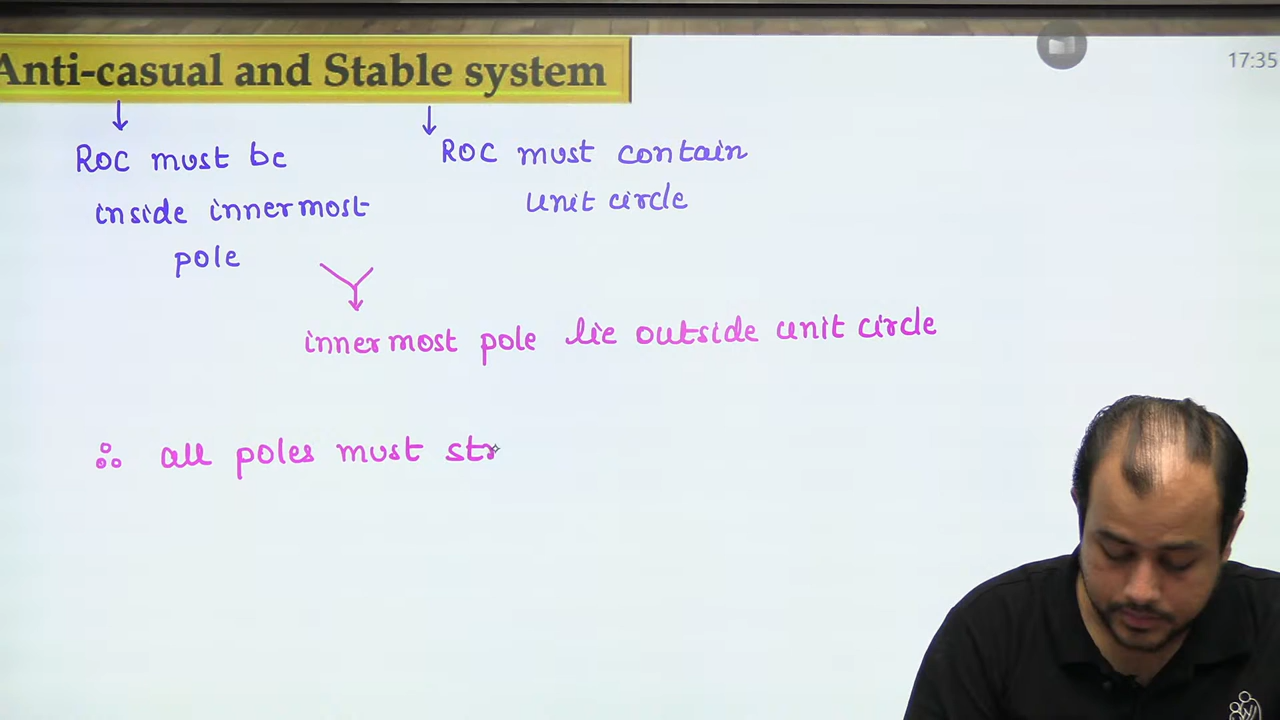 Anti-casual and Stable system
17:35
ROC must be
inside innermost
pole
ROC must contain
unit circle
innermost pole lie outside unit circle
∴ all poles must str